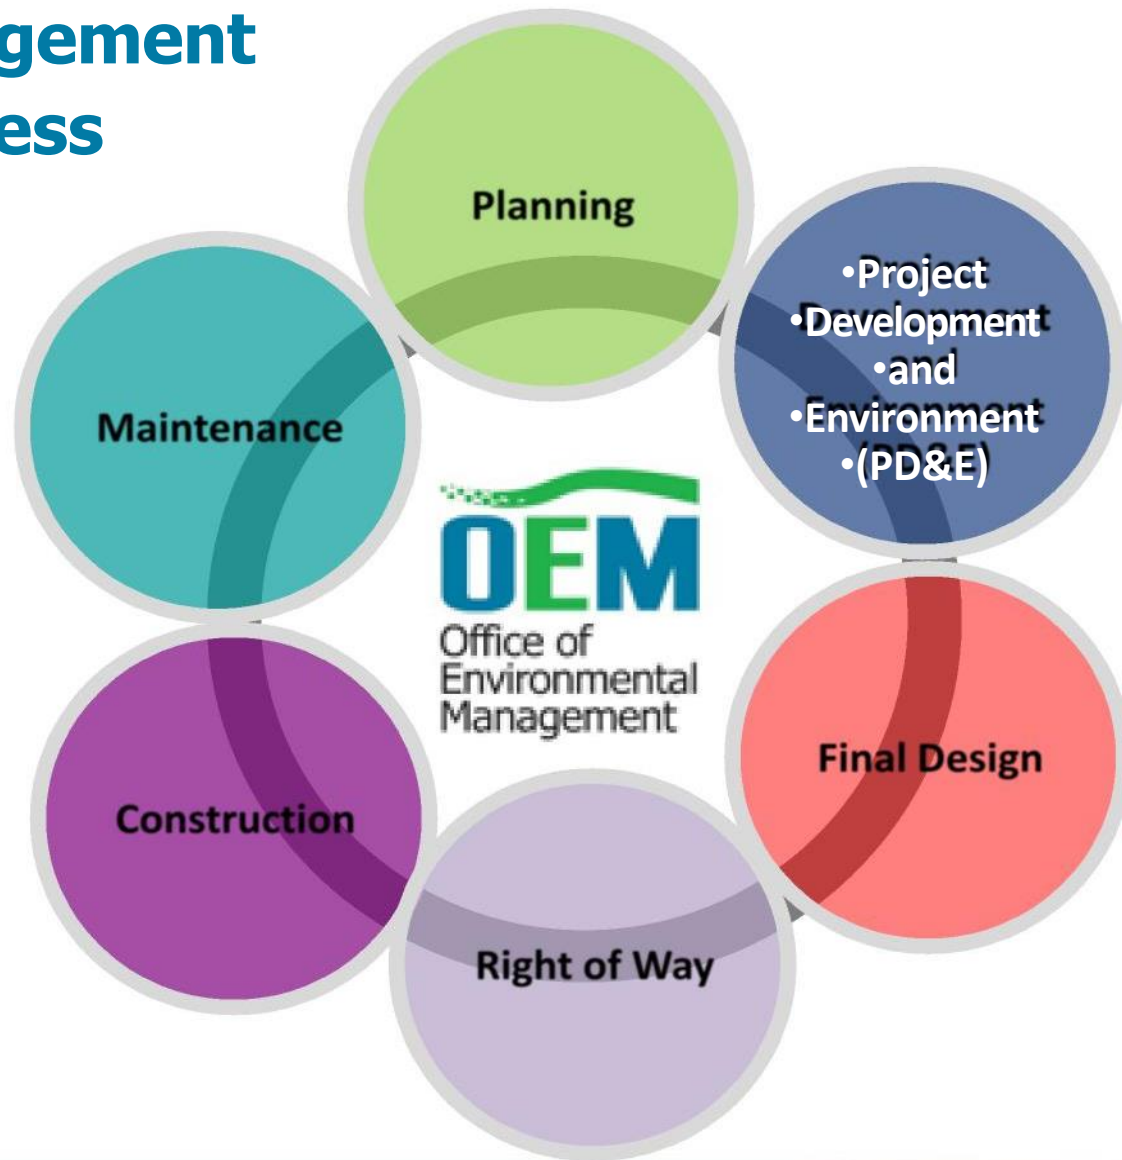 gement
ess
Planning
•Project
•Development
•and
•Environment
•(PD&E)
Maintenance
OEM
Office of
Environmental
Management
Final Design
Construction
Right of Way